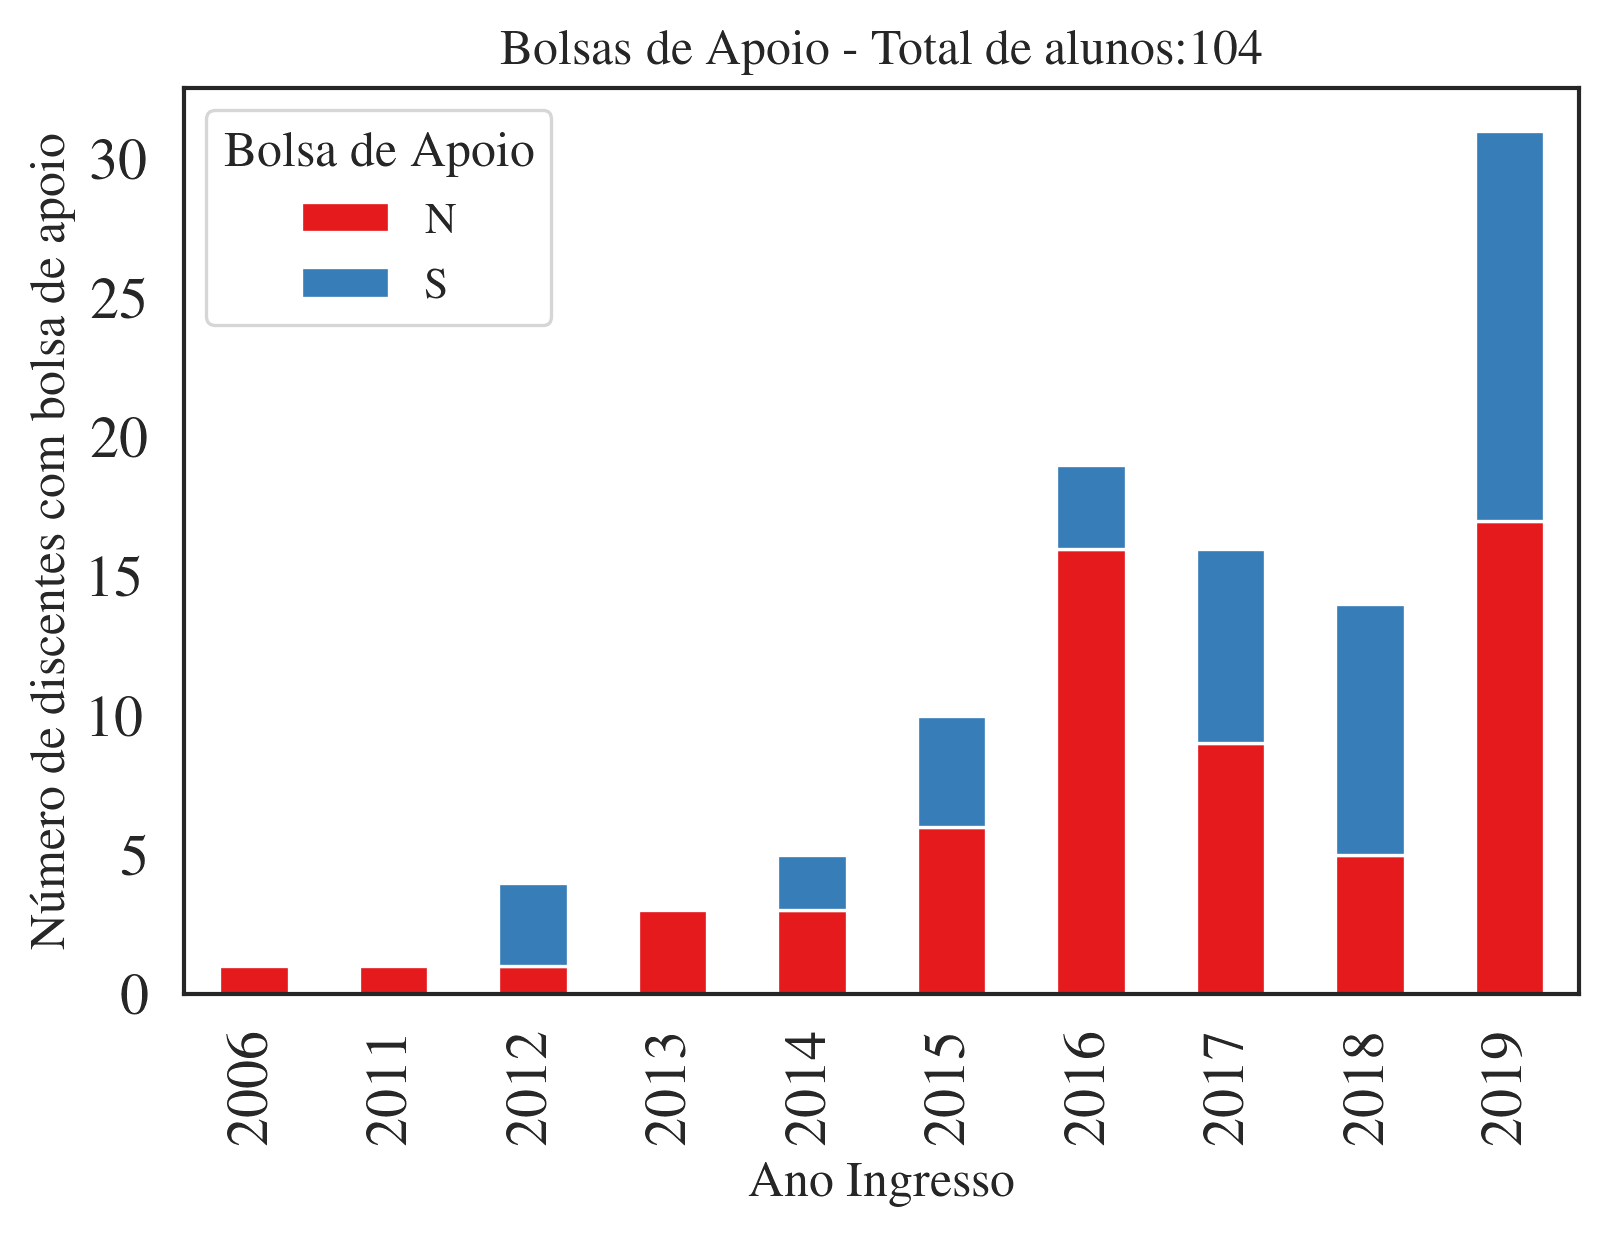 Bolsas de Apoio - Total de alunos:104
Bolsa de Apoio
N
S
Número de discentes com bolsa de apoio
30
25
20
15
10
5
0
2006
2011
2012
2013
2014
2015
2016
2017
2018
2019
Ano Ingresso